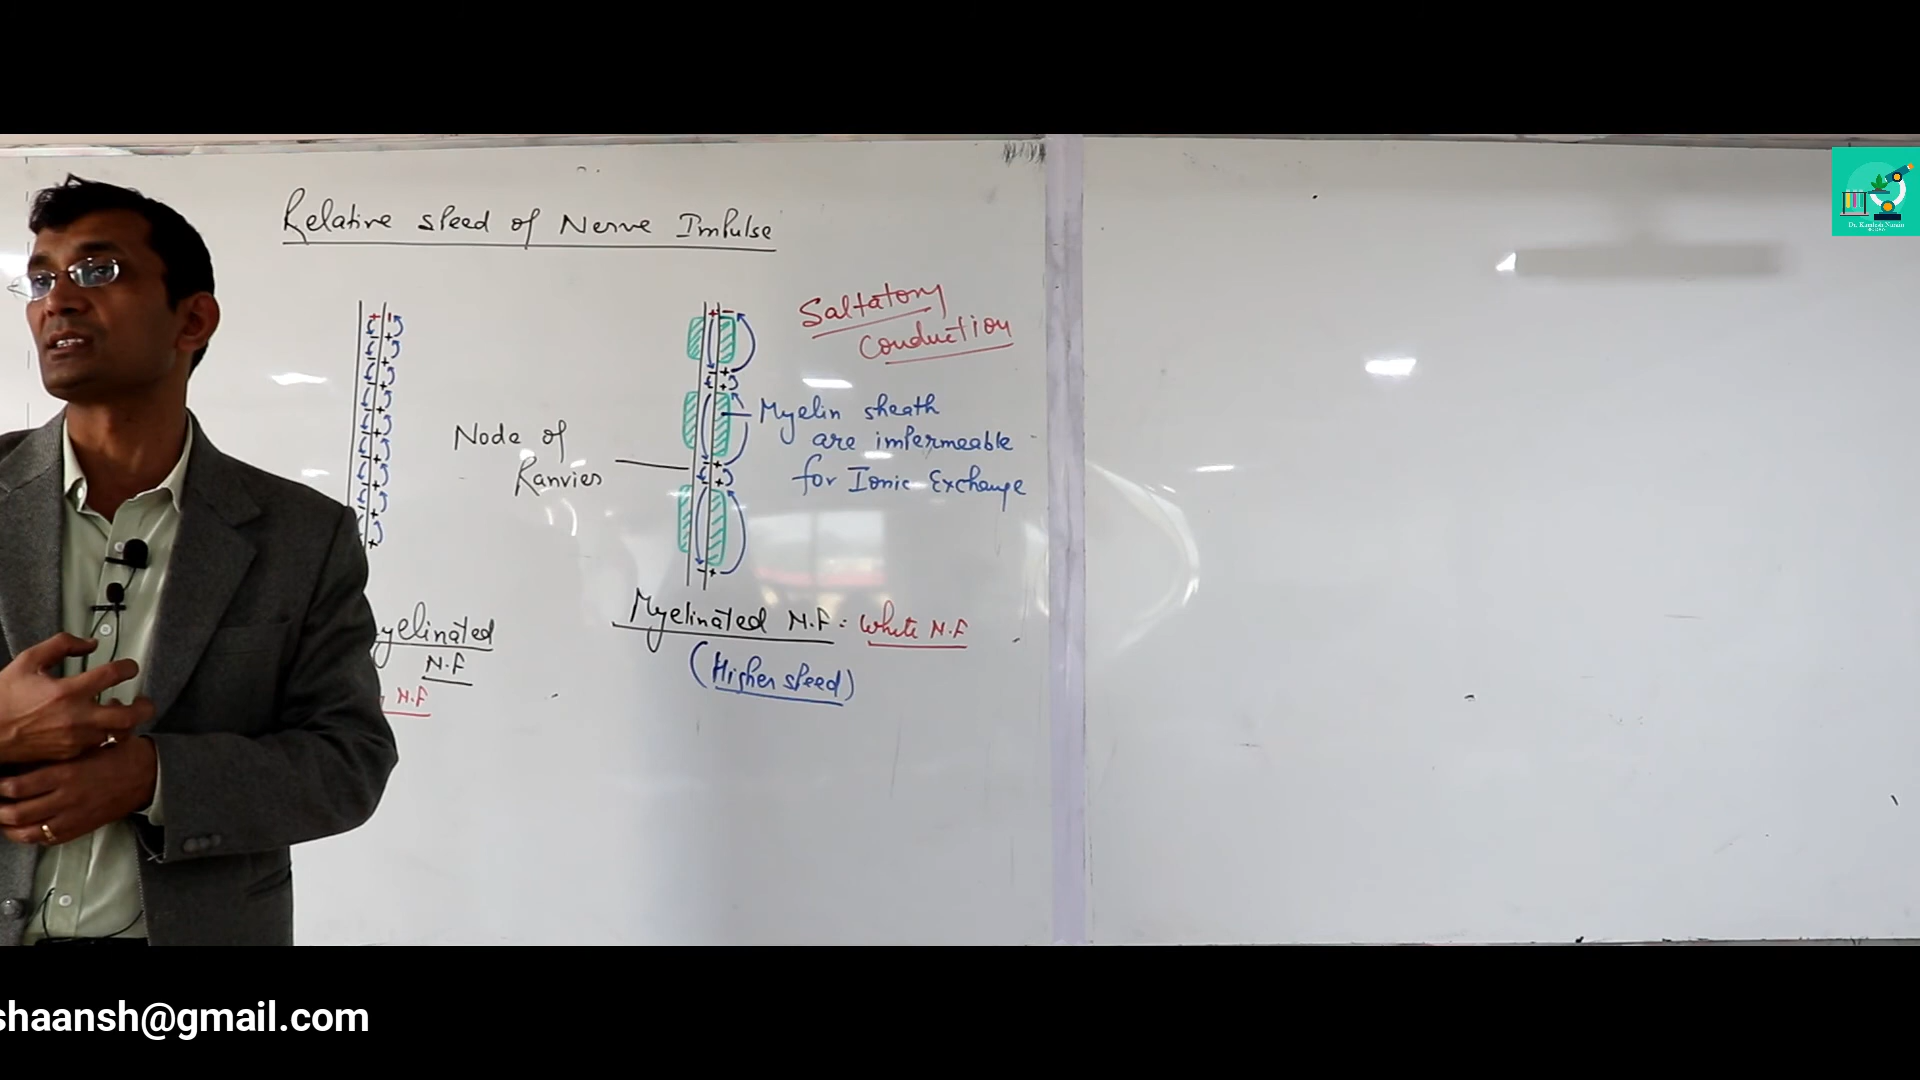 Relative speed of Nerve Impulse
Saltatory
Conduction
Node of
Ranvies
Myelin sheath
are impermeable
for Ionic Exchange
yelinated
N.F
N.F
Myelinated N.F = White N.F
(Higher speed)
shaansh@gmail.com